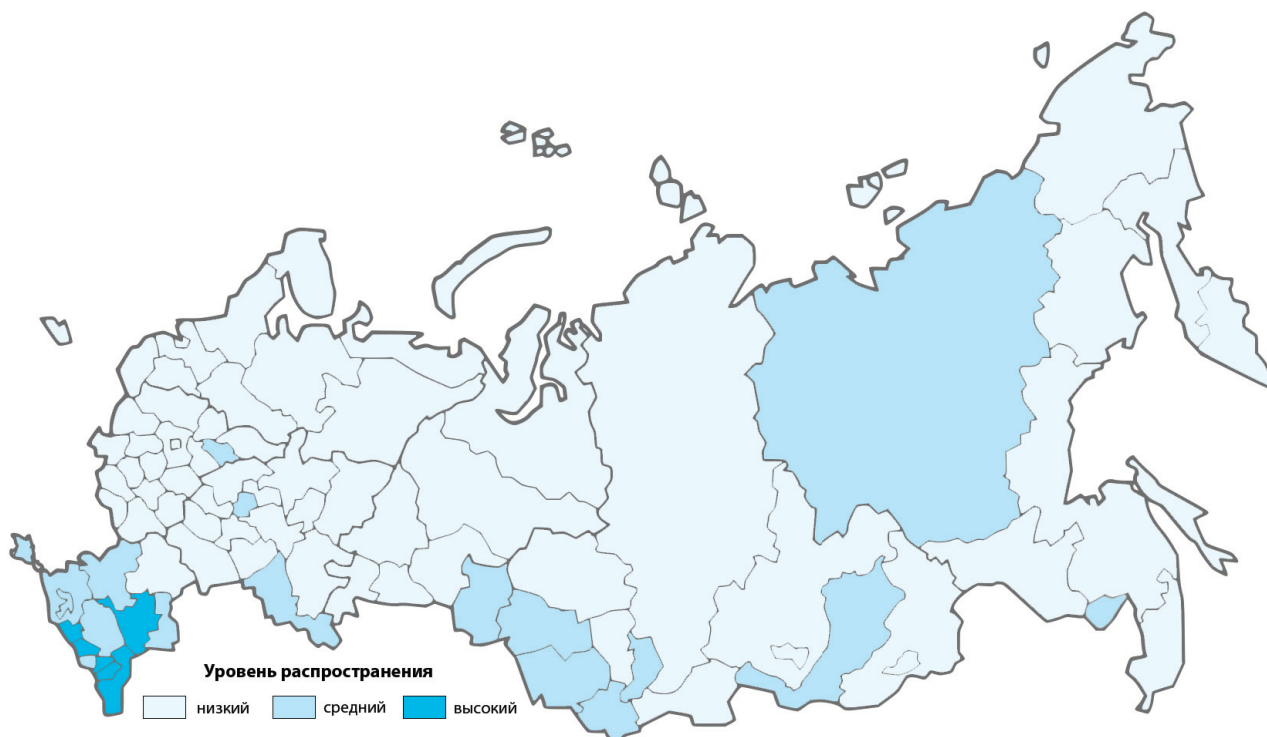 Уровень распространения
низкий средний высокий